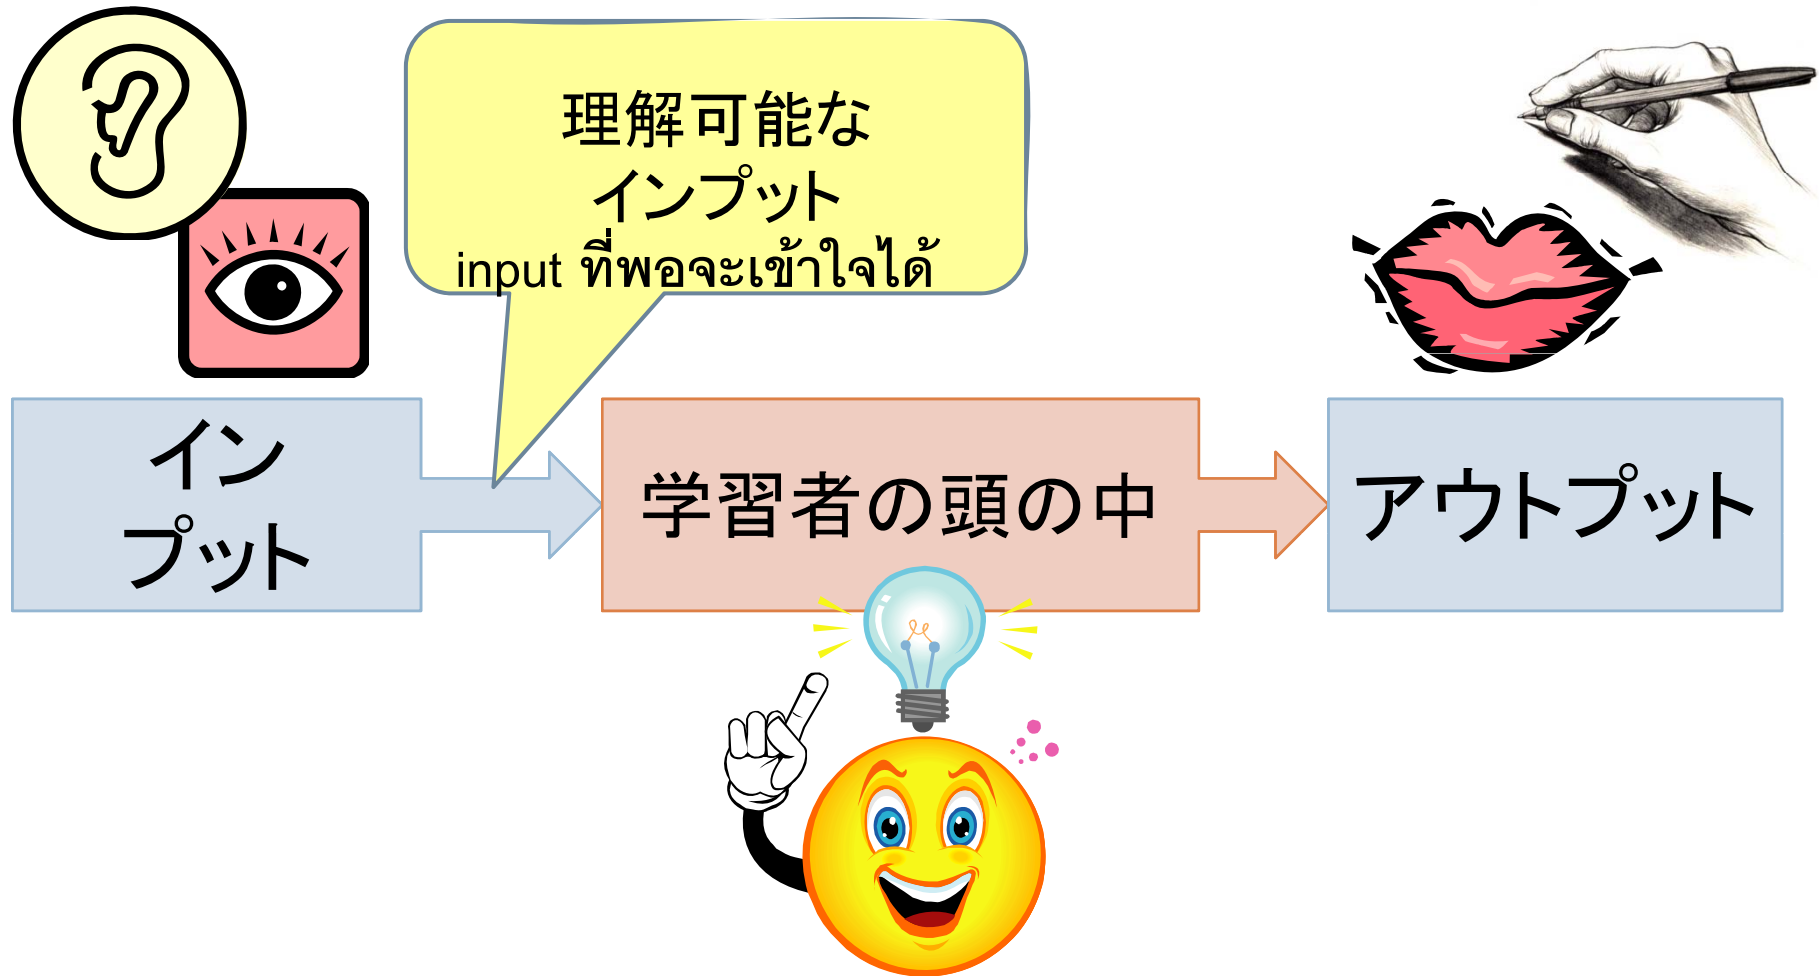 理解可能な
インプット
input ที่พอจะเข้าใจได้
イン
プット
学習者の頭の中
アウトプット